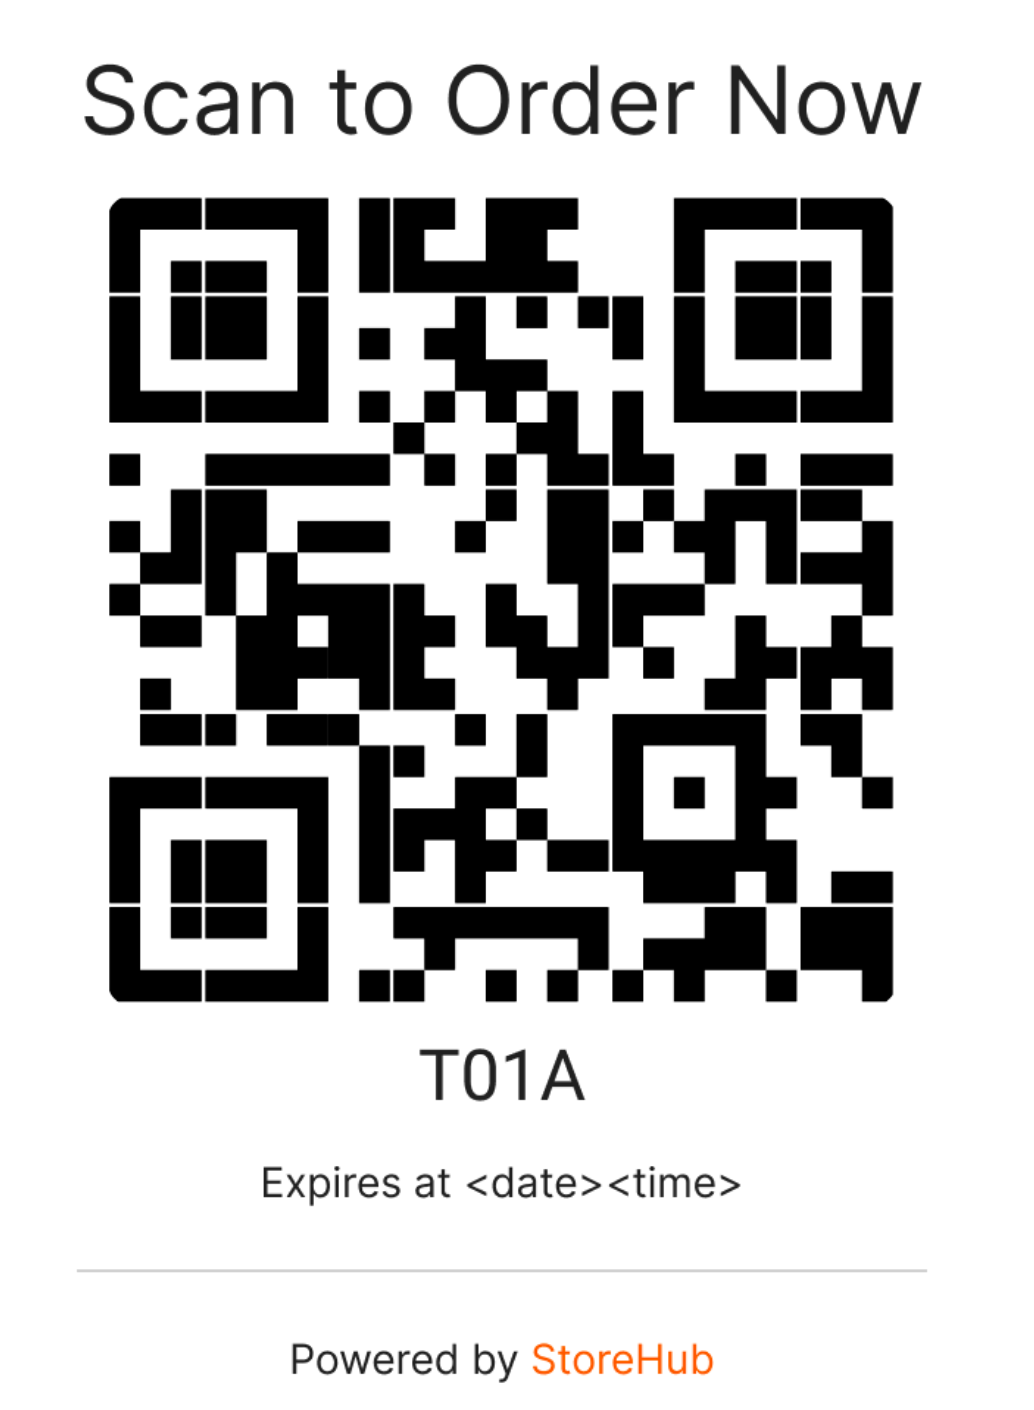 Scan to Order Now
T01A
Expires at <date><time>
Powered by StoreHub